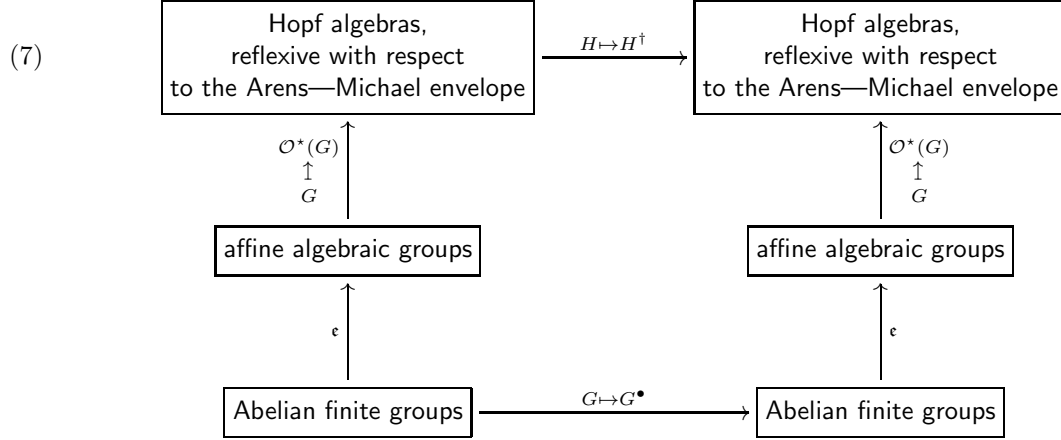 (7)
Hopf algebras,
reflexive with respect
to the Arens—Michael envelope
H↦H†
Hopf algebras,
reflexive with respect
to the Arens—Michael envelope
𝒪⋆(G)
↥
G
𝒪⋆(G)
↥
G
affine algebraic groups
affine algebraic groups
𝔢
𝔢
Abelian finite groups
G↦G•
Abelian finite groups